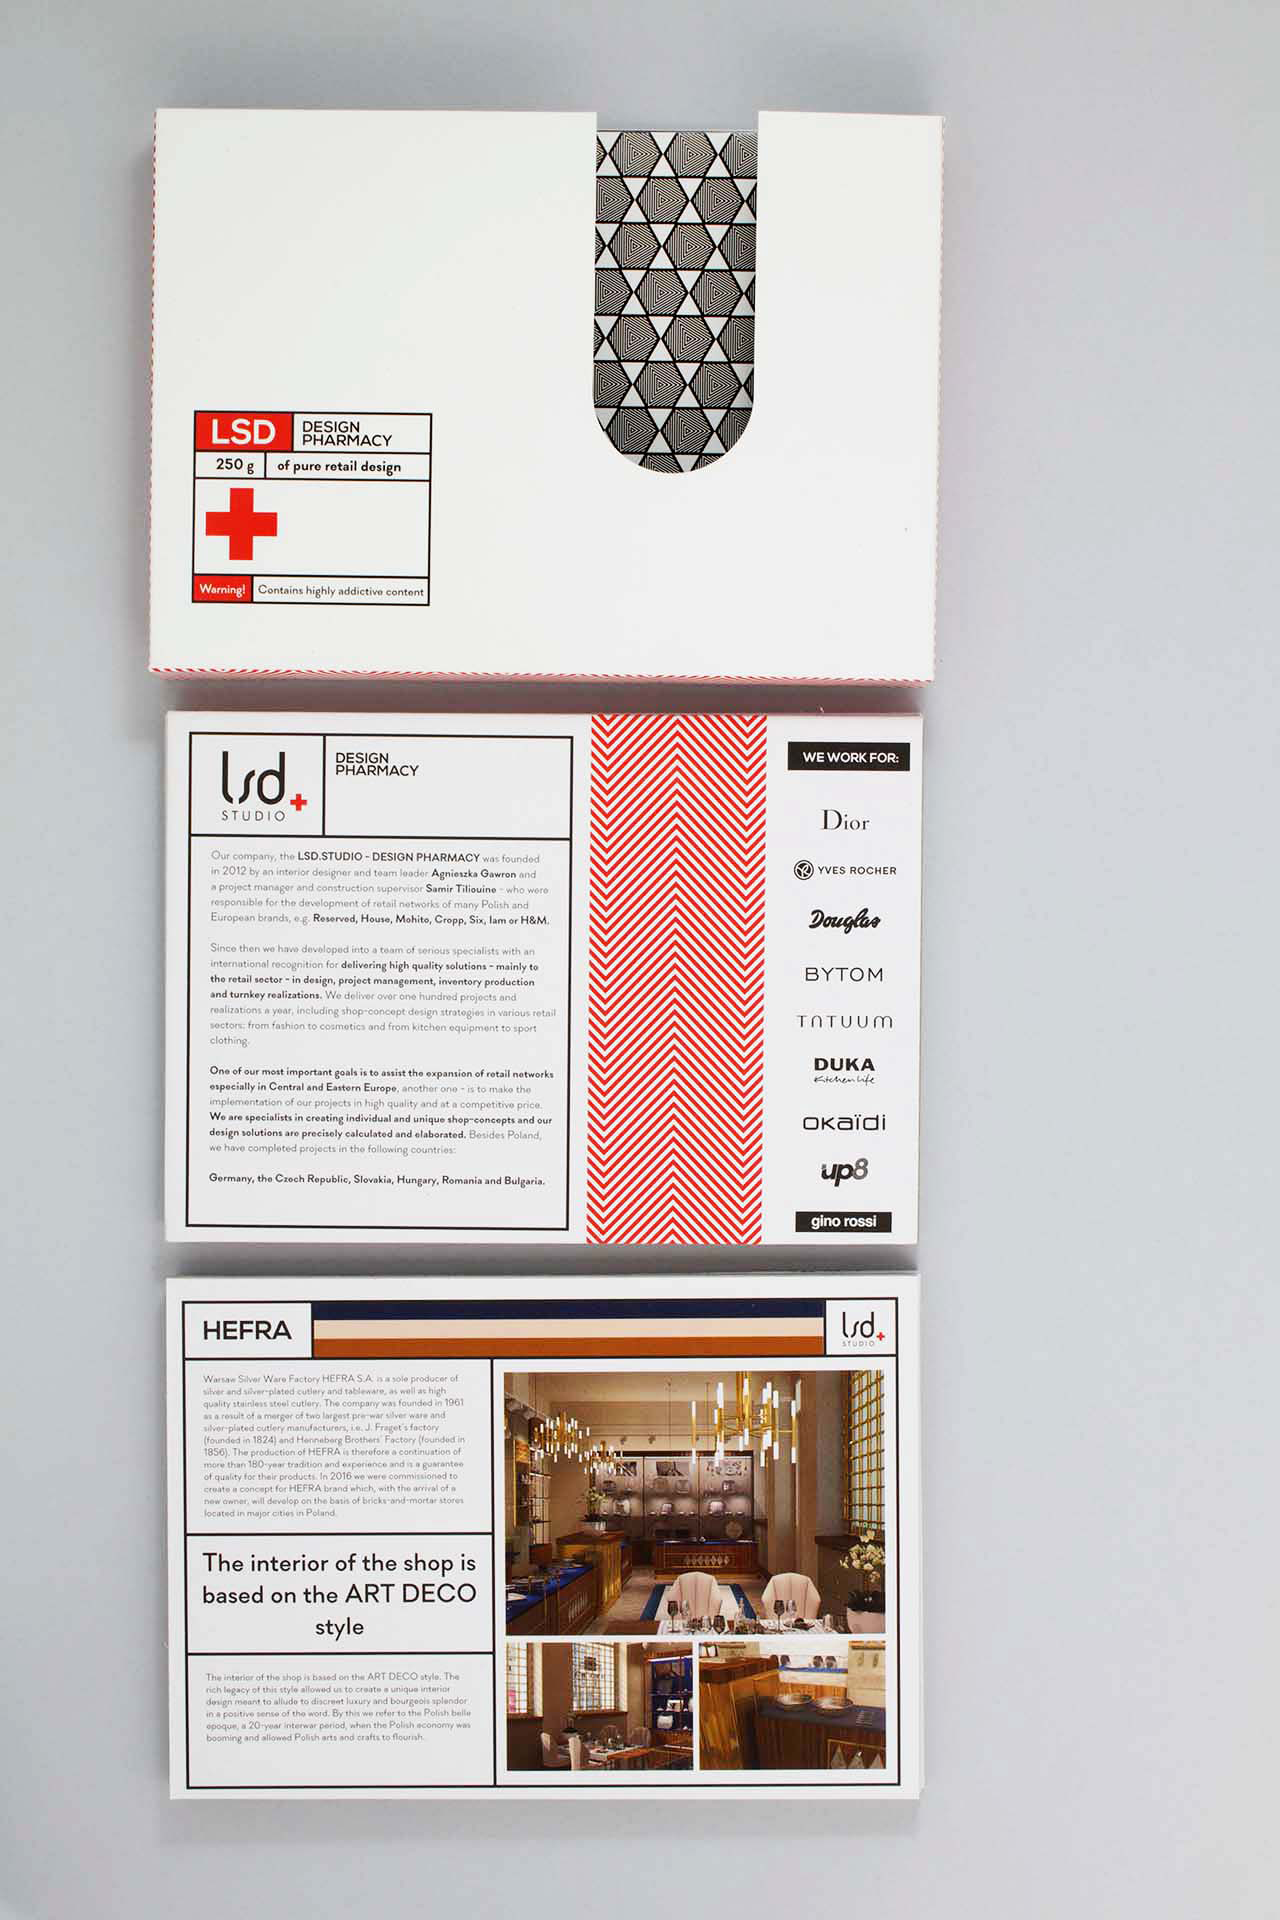 LSD
DESIGN
PHARMACY
250 g
of pure retail design
Warning!
Contains highly addictive content
lsd
STUDIO
DESIGN
PHARMACY
Our company, the LSD.STUDIO - DESIGN PHARMACY was founded
in 2012 by an interior designer and team leader Agnieszka Gawron and
a project manager and construction supervisor Samir Tiliouine - who were
responsible for the development of retail networks of many Polish and
European brands, e.g. Reserved, House, Mohito, Cropp, Six, Iam or H&M.
Since then we have developed into a team of serious specialists with an
international recognition for delivering high quality solutions - mainly to
the retail sector - in design, project management, inventory production
and turnkey realizations. We deliver over one hundred projects and
realizations a year, including shop-concept design strategies in various retail
sectors: from fashion to cosmetics and from kitchen equipment to sport
clothing.
One of our most important goals is to assist the expansion of retail networks
especially in Central and Eastern Europe, another one - is to make the
implementation of our projects in high quality and at a competitive price.
We are specialists in creating individual and unique shop-concepts and our
design solutions are precisely calculated and elaborated. Besides Poland,
we have completed projects in the following countries:
Germany, the Czech Republic, Slovakia, Hungary, Romania and Bulgaria.
WE WORK FOR:
Dior
YVES ROCHER
Douglas
BYTOM
TATUUM
DUKA
Kitchen life
OKAÏDI
up8
gino rossi
HEFRA
lsd
STUDIO
Warsaw Silver Ware Factory HEFRA S.A. is a sole producer of
silver and silver-plated cutlery and tableware, as well as high
quality stainless steel cutlery. The company was founded in 1961
as a result of a merger of two largest pre-war silver ware and
silver-plated cutlery manufacturers, i.e. J. Fraget's factory
(founded in 1824) and Henneberg Brothers' Factory (founded in
1856). The production of HEFRA is therefore a continuation of
more than 180-year tradition and experience and is a guarantee
of quality for their products. In 2016 we were commissioned to
create a concept for HEFRA brand which, with the arrival of a
new owner, will develop on the basis of bricks-and-mortar stores
located in major cities in Poland.
The interior of the shop is
based on the ART DECO
style
The interior of the shop is based on the ART DECO style. The
rich legacy of this style allowed us to create a unique interior
design meant to allude to discreet luxury and bourgeois splendor
in a positive sense of the word. By this we refer to the Polish belle
epoque, a 20-year interwar period, when the Polish economy was
booming and allowed Polish arts and crafts to flourish.